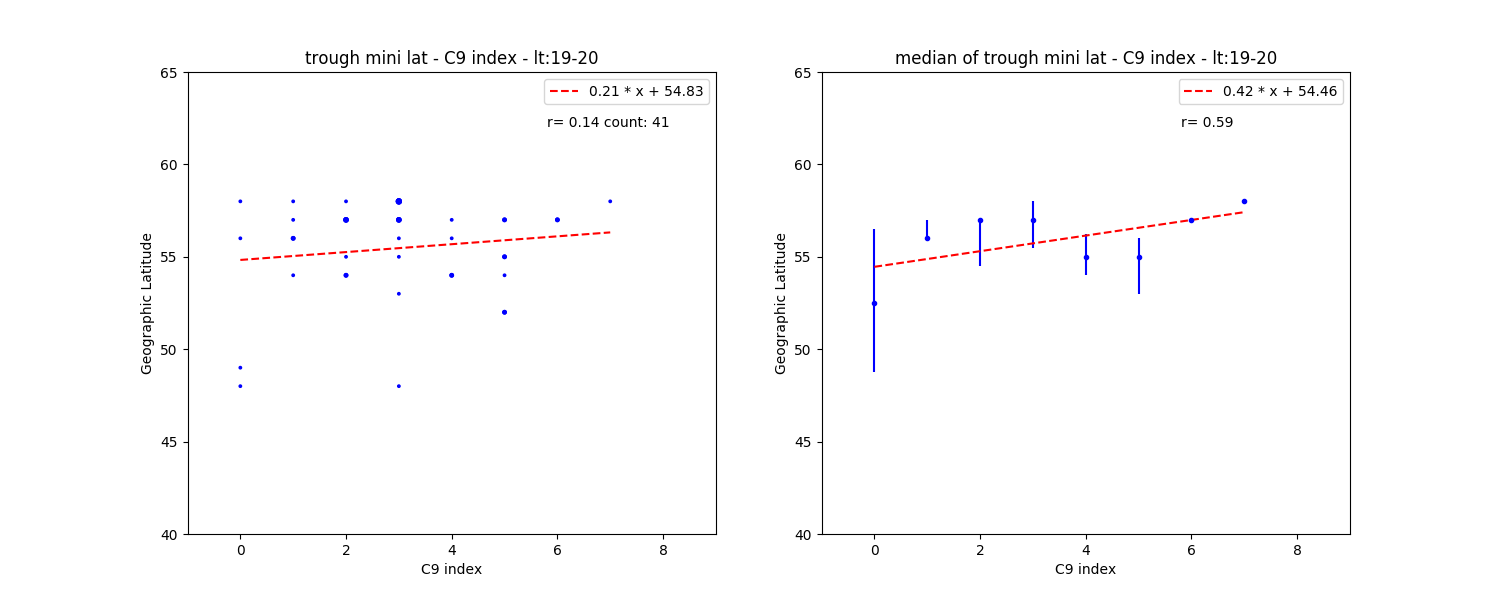 trough mini lat - C9 index - lt:19-20
0.21 * x + 54.83
r= 0.14 count: 41
65
60
55
50
45
40
Geographic Latitude
0
2
4
6
8
C9 index
median of trough mini lat - C9 index - lt:19-20
0.42 * x + 54.46
r= 0.59
65
60
55
50
45
40
Geographic Latitude
0
2
4
6
8
C9 index